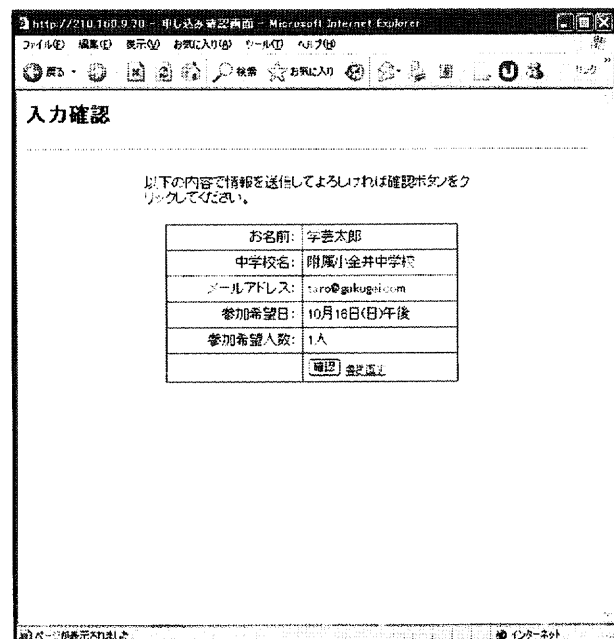 http://210.160.9.20 - 申し込み確認画面 - Microsoft Internet Explorer
ファイル(F) 編集(E) 表示(V) お気に入り(A) ツール(T) ヘルプ(H)
戻る 検索 お気に入り リンク »
入力確認
以下の内容で情報を送信してよろしければ確認ボタンをク
リックしてください。
お名前: 学芸太郎
中学校名: 附属小金井中学校
メールアドレス: taro@gakugei.com
参加希望日: 10月16日(日)午後
参加希望人数: 1人
確認 書き直す
ページが表示されました インターネット